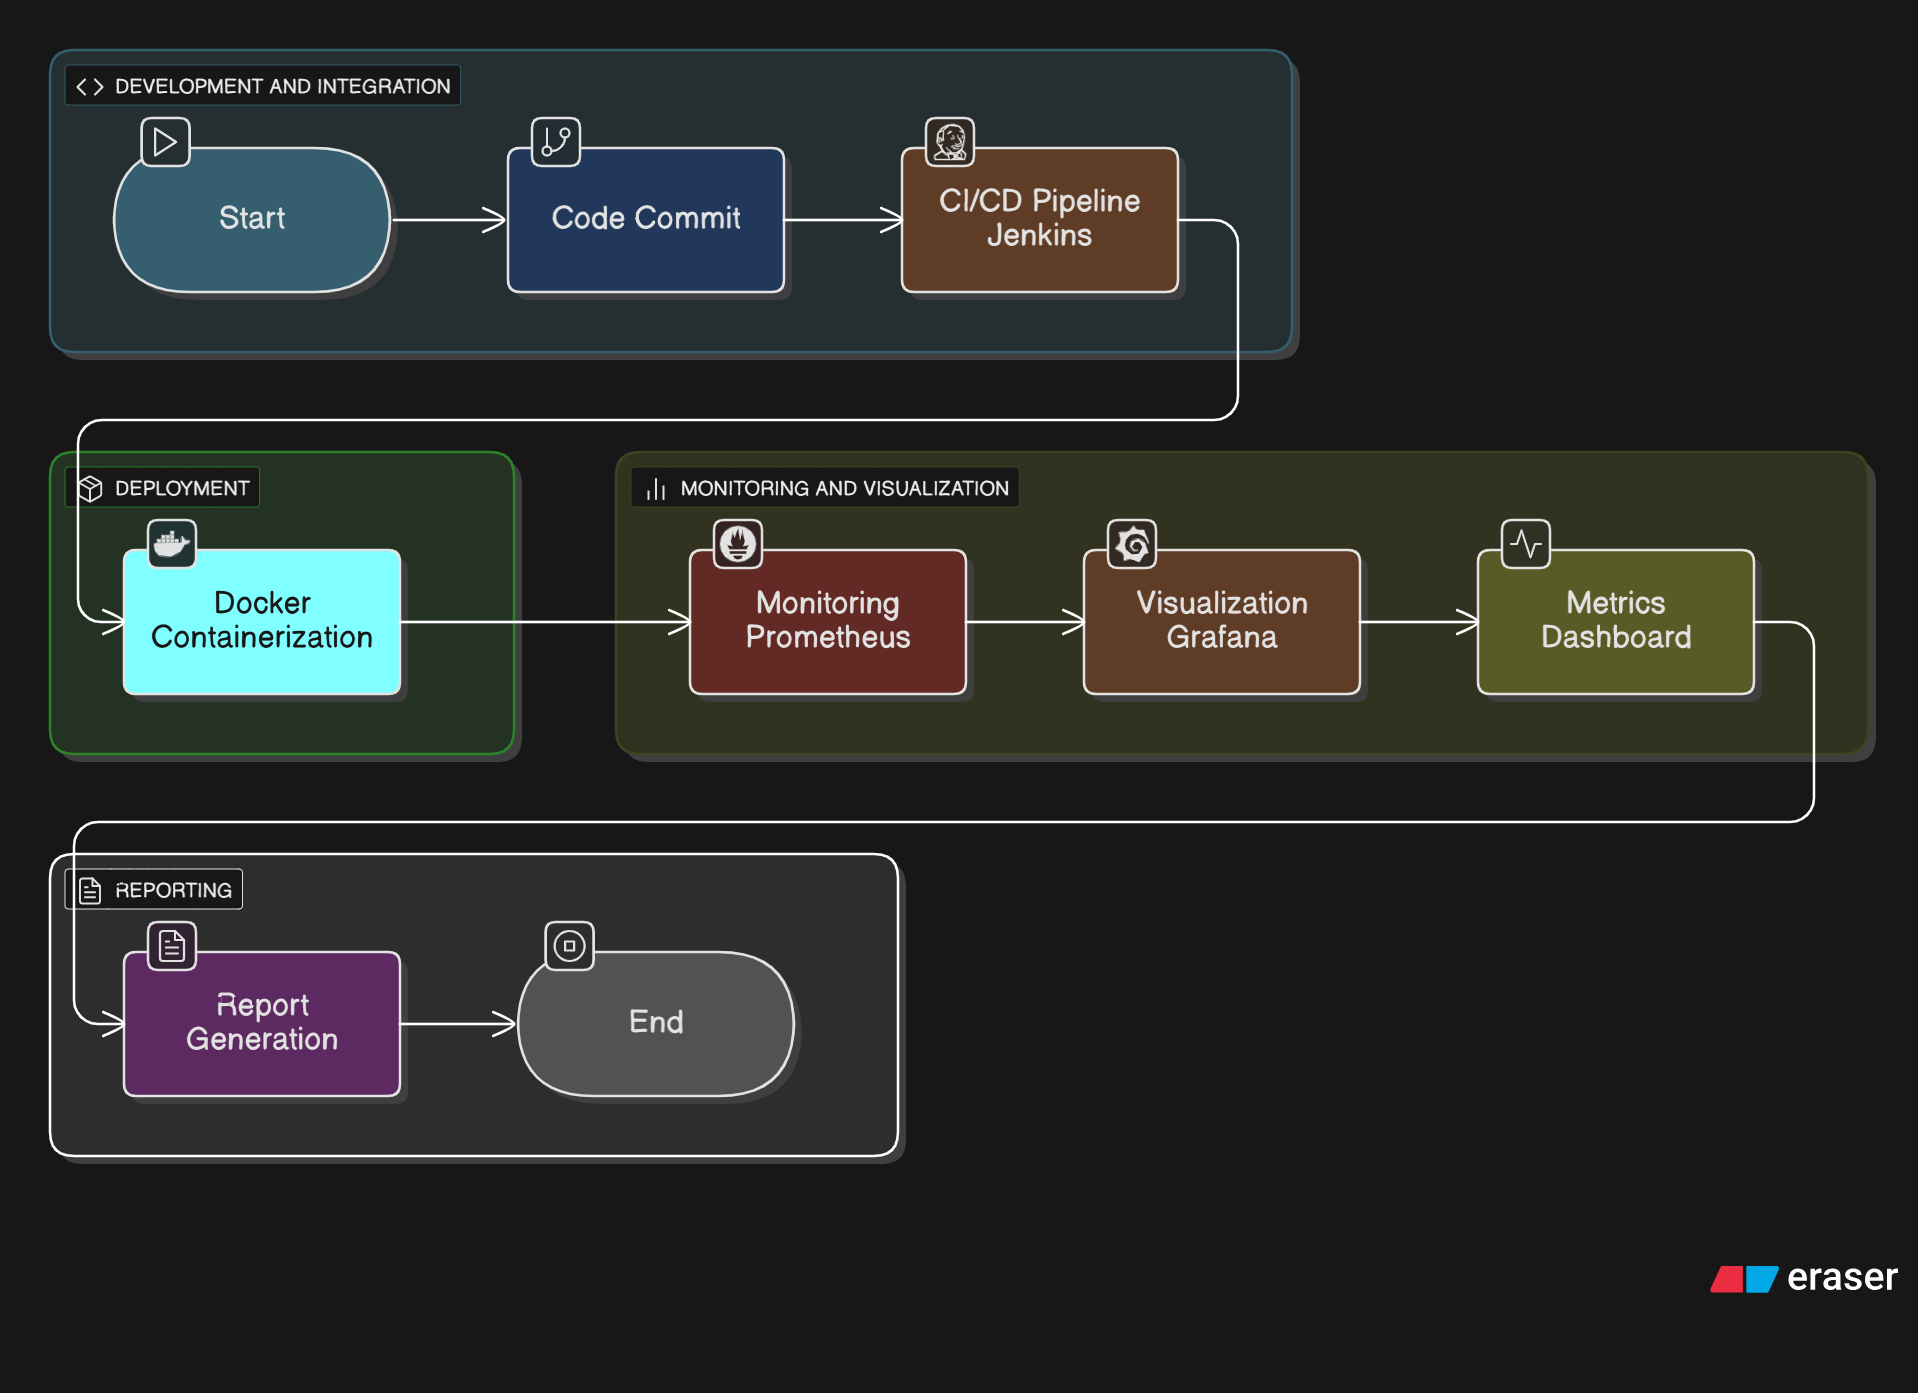 DEVELOPMENT AND INTEGRATION
Start
Code Commit
CI/CD Pipeline
Jenkins
DEPLOYMENT
Docker
Containerization
MONITORING AND VISUALIZATION
Monitoring
Prometheus
Visualization
Grafana
Metrics
Dashboard
REPORTING
Report
Generation
End
eraser